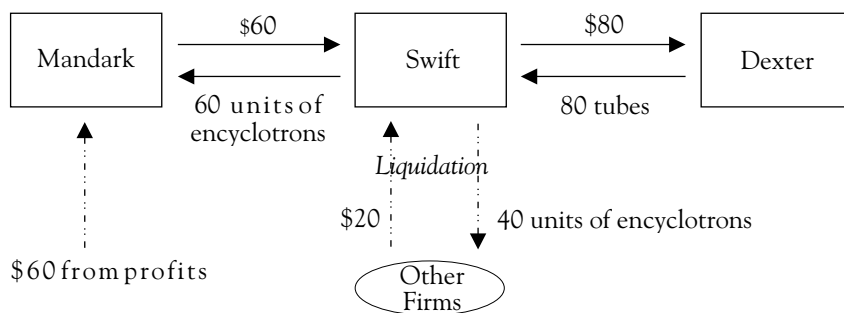 Mandark
$60
Swift
$80
Dexter
60 units of
encyclotrons
80 tubes
Liquidation
$20
40 units of encyclotrons
$60 from profits
Other
Firms